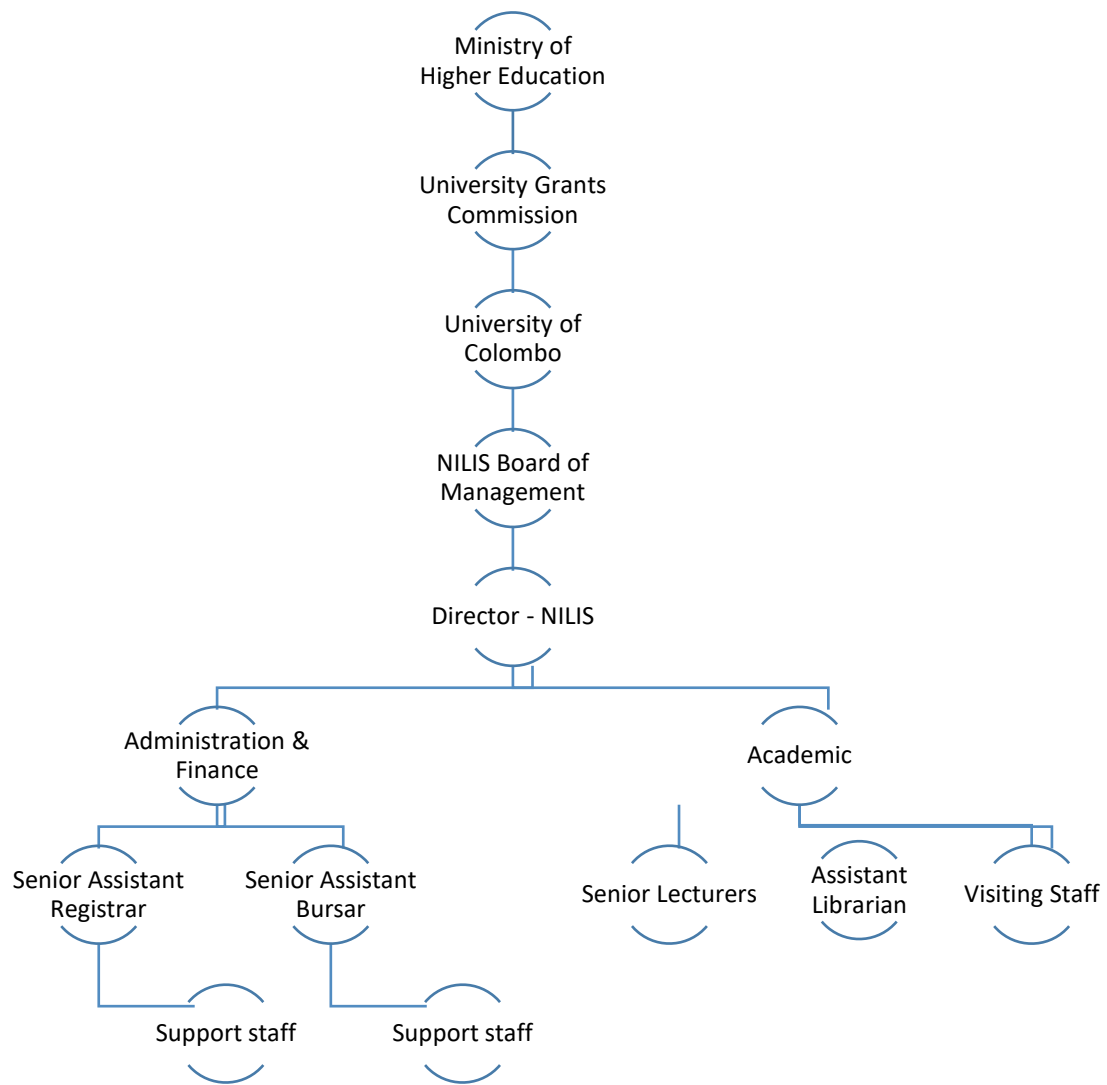 Ministry of
Higher Education
University Grants
Commission
University of
Colombo
NILIS Board of
Management
Director - NILIS
Administration &
Finance
Academic
Senior Assistant
Registrar
Senior Assistant
Bursar
Senior Lecturers
Assistant
Librarian
Visiting Staff
Support staff
Support staff